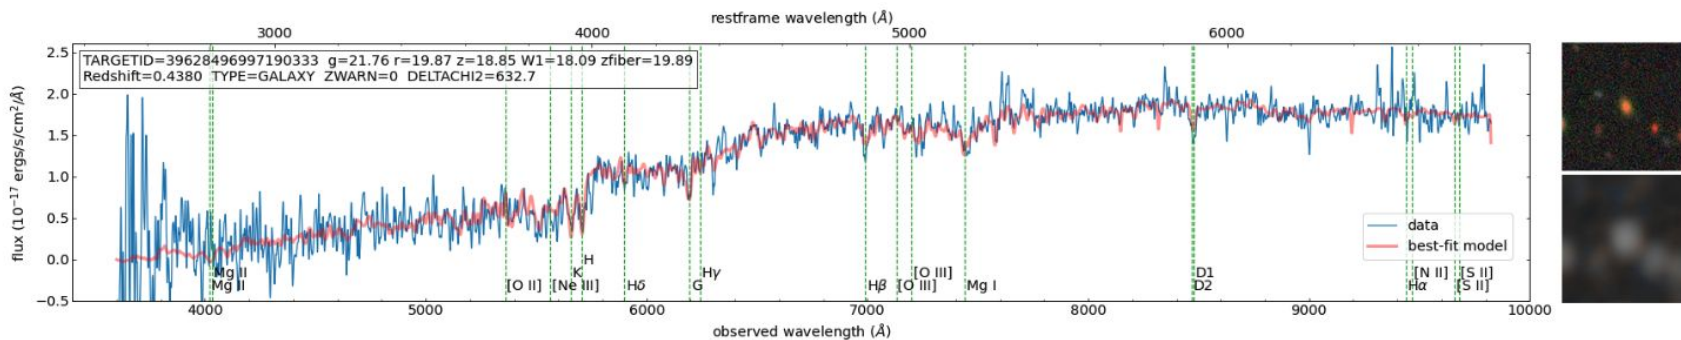 restframe wavelength (Å)
3000 4000 5000 6000
TARGETID=39628496997190333 g=21.76 r=19.87 z=18.85 W1=18.09 zfiber=19.89
Redshift=0.4380 TYPE=GALAXY ZWARN=0 DELTACHI2=632.7
flux (10⁻¹⁷ ergs/s/cm²/Å)
2.5
2.0
1.5
1.0
0.5
0.0
−0.5
data
best-fit model
H
Mg II K Hγ [O III] D1 [N II] [S II]
Mg II [O II] [Ne III] Hδ G Hβ [O III] Mg I D2 Hα [S II]
4000 5000 6000 7000 8000 9000 10000
observed wavelength (Å)